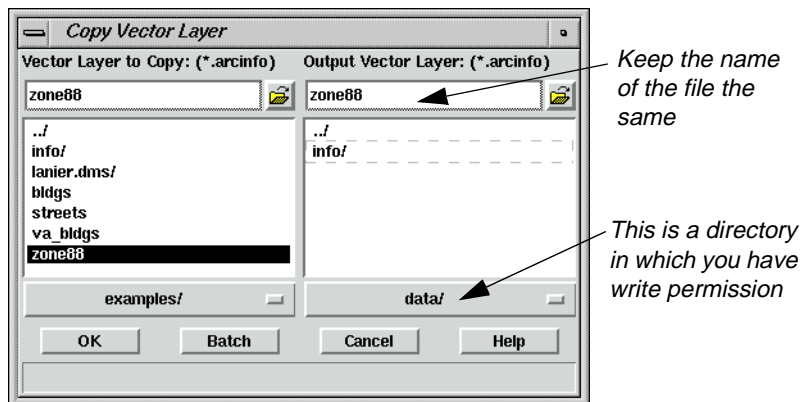 Copy Vector Layer
Vector Layer to Copy: (*.arcinfo)
Output Vector Layer: (*.arcinfo)
zone88
zone88
../
info/
lanier.dms/
bldgs
streets
va_bldgs
zone88
../
info/
examples/
data/
OK
Batch
Cancel
Help
Keep the name
of the file the
same
This is a directory
in which you have
write permission